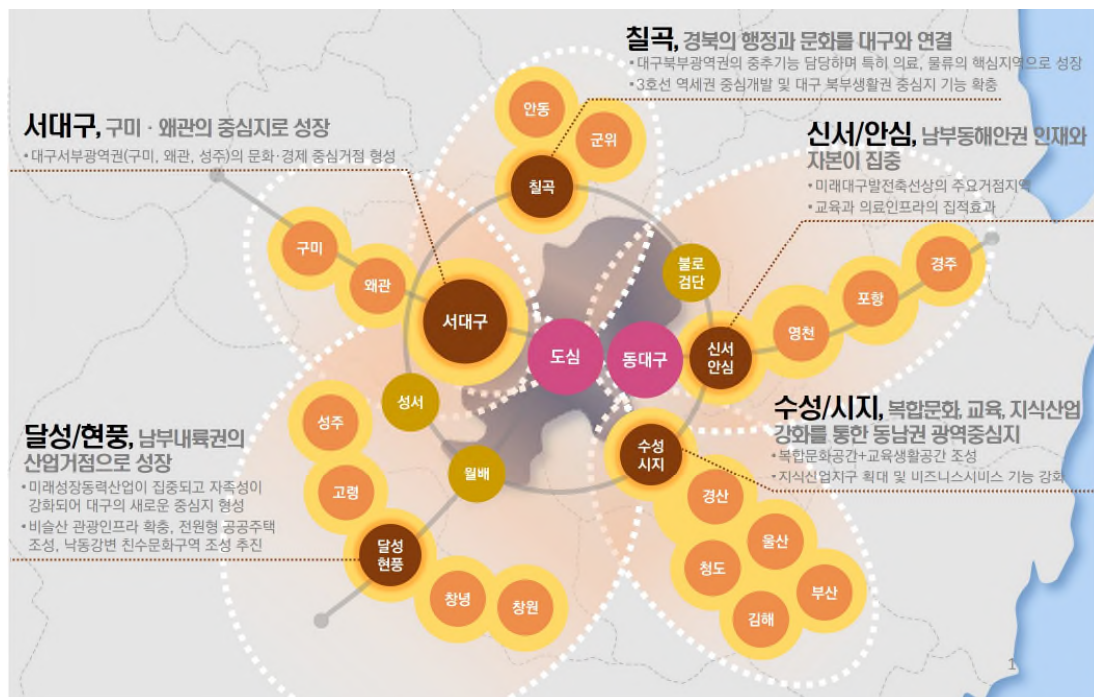 칠곡, 경북의 행정과 문화를 대구와 연결
• 대구북부광역권의 중추기능 담당하며 특히 의료, 물류의 핵심지역으로 성장
• 3호선 역세권 중심개발 및 대구 북부생활권 중심지 기능 확충
서대구, 구미 · 왜관의 중심지로 성장
• 대구서부광역권(구미, 왜관, 성주)의 문화·경제 중심거점 형성
신서/안심, 남부동해안권 인재와
자본이 집중
• 미래대구발전축선상의 주요거점지역
• 교육과 의료인프라의 집적효과
안동
군위
칠곡
구미
왜관
서대구
불로
검단
경주
포항
영천
도심
동대구
신서
안심
성서
월배
수성
시지
수성/시지, 복합문화, 교육, 지식산업
강화를 통한 동남권 광역중심지
• 복합문화공간+교육생활공간 조성
• 지식산업지구 확대 및 비즈니스서비스 기능 강화
달성/현풍, 남부내륙권의
산업거점으로 성장
• 미래성장동력산업이 집중되고 자족성이
강화되어 대구의 새로운 중심지 형성
• 비슬산 관광인프라 확충, 전원형 공공주택
조성, 낙동강변 친수문화구역 조성 추진
성주
고령
달성
현풍
창녕
창원
경산
울산
청도
부산
김해
1